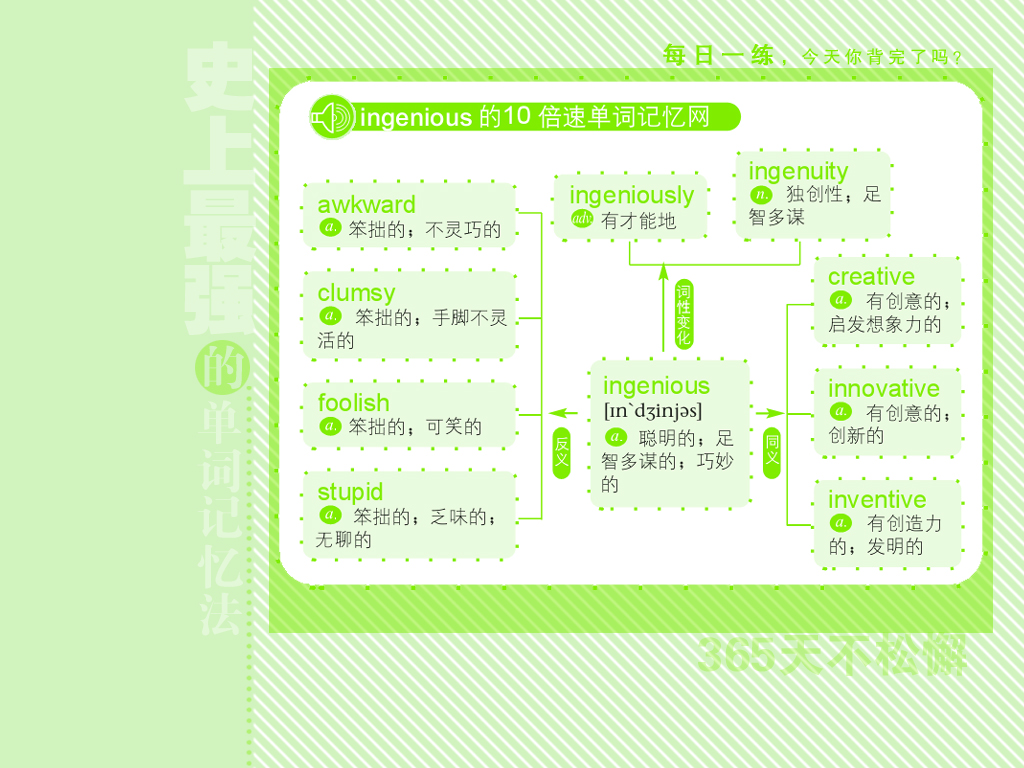 每日一练，今天你背完了吗?
史上最强的单词记忆法
ingenious 的10 倍速单词记忆网
awkward
a. 笨拙的；不灵巧的
clumsy
a. 笨拙的；手脚不灵
活的
foolish
a. 笨拙的；可笑的
stupid
a. 笨拙的；乏味的；
无聊的
反义
ingeniously
adv. 有才能地
ingenuity
n. 独创性；足
智多谋
词性变化
ingenious
[ɪn`dʒinjəs]
a. 聪明的；足
智多谋的；巧妙
的
同义
creative
a. 有创意的；
启发想象力的
innovative
a. 有创意的；
创新的
inventive
a. 有创造力
的；发明的
365天不松懈